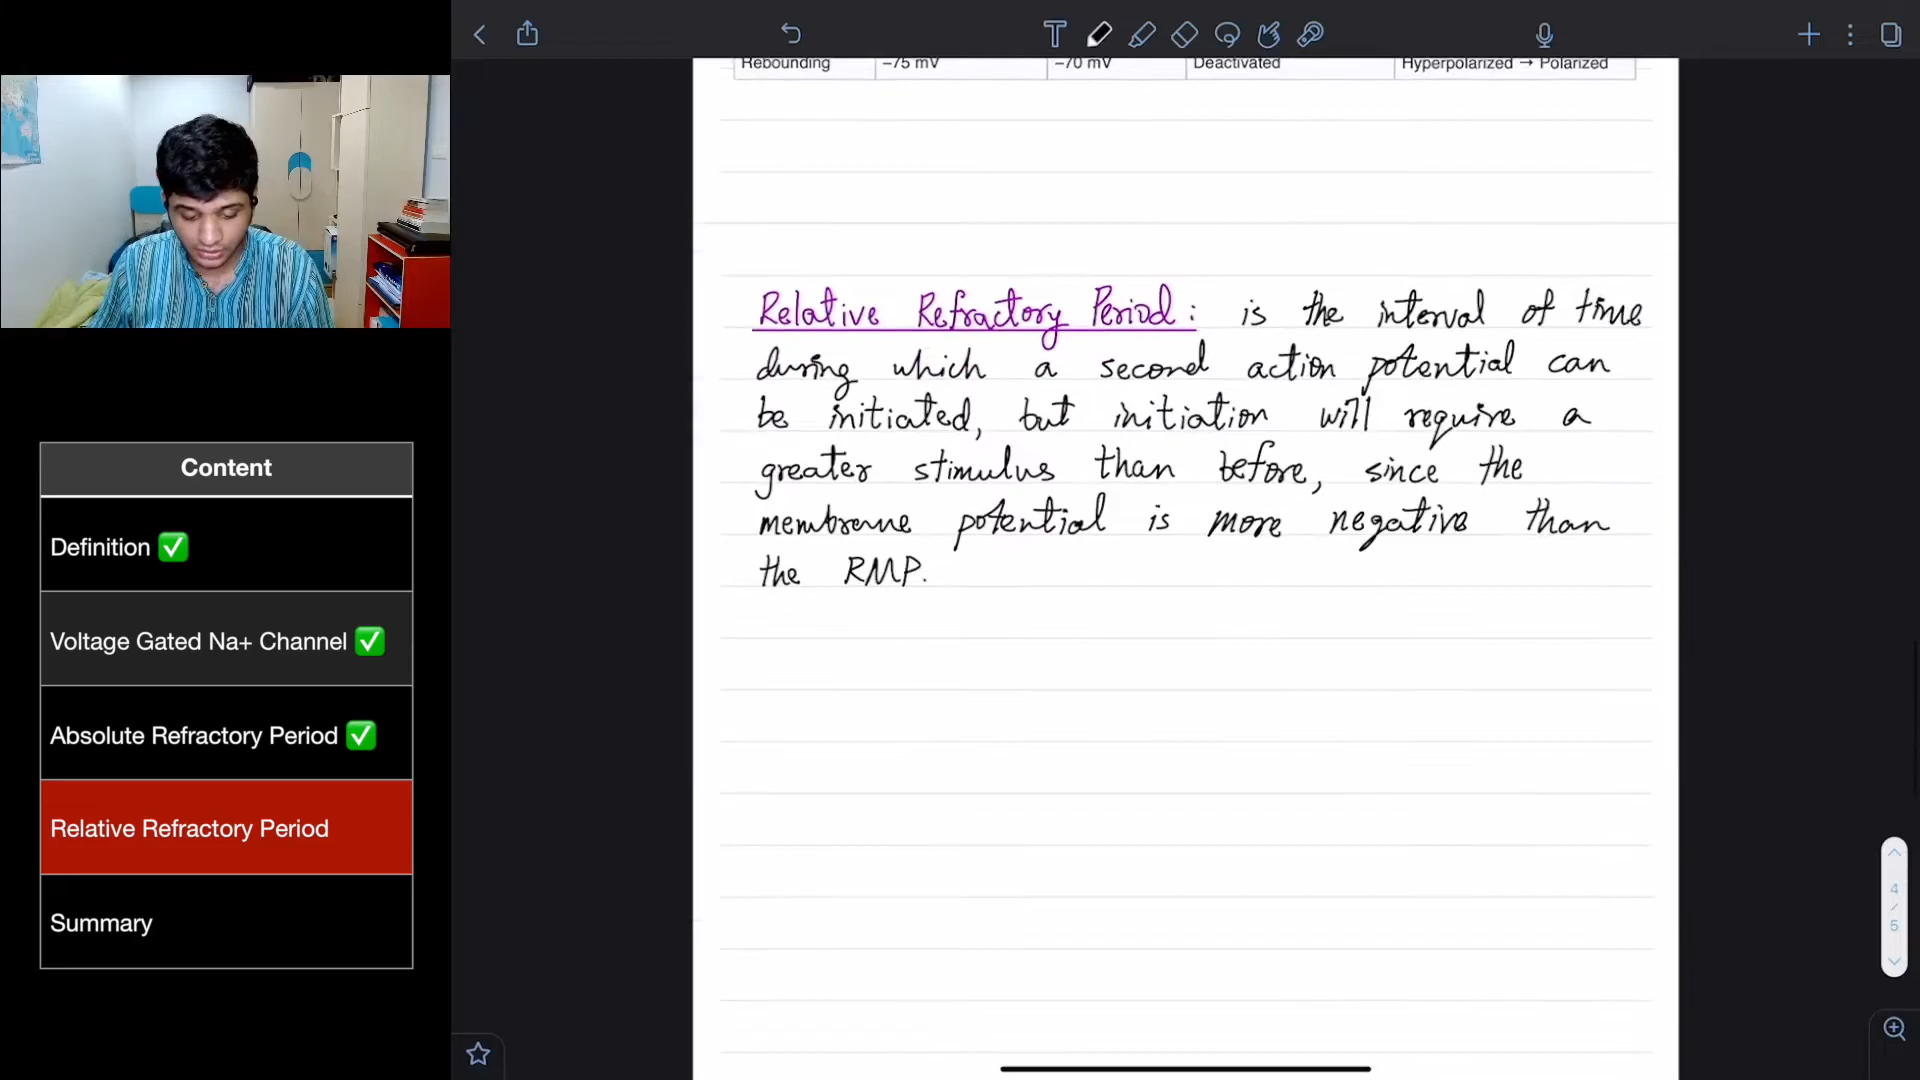 Rebounding −75 mV −70 mV Deactivated Hyperpolarized → Polarized
Relative Refractory Period: is the interval of time
during which a second action potential can
be initiated, but initiation will require a
greater stimulus than before, since the
membrane potential is more negative than
the RMP.
Content
Definition ✅
Voltage Gated Na+ Channel ✅
Absolute Refractory Period ✅
Relative Refractory Period
Summary
4
/
5